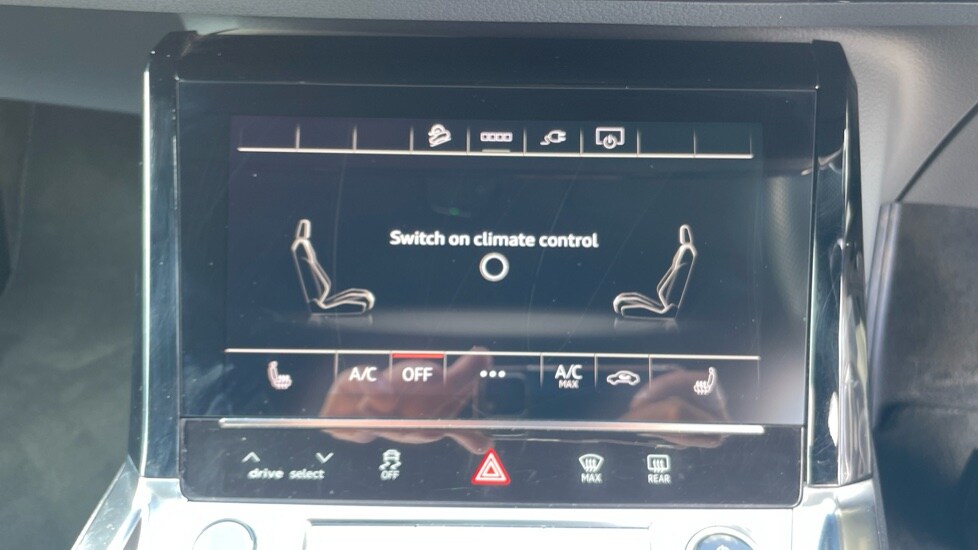 Switch on climate control
A/C OFF ••• A/C MAX
drive select OFF MAX REAR